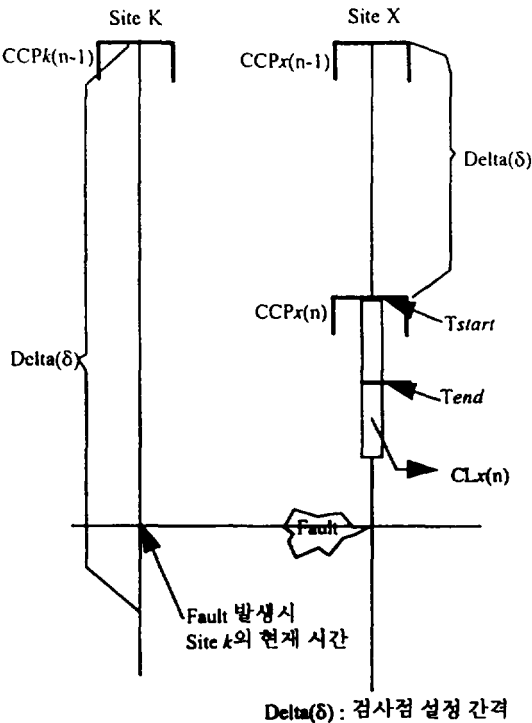 Site K
Site X
CCPk(n-1)
CCPx(n-1)
Delta(δ)
CCPx(n)
Tstart
Delta(δ)
Tend
CLx(n)
Fault
Fault 발생시
Site k의 현재 시간
Delta(δ) : 검사점 설정 간격